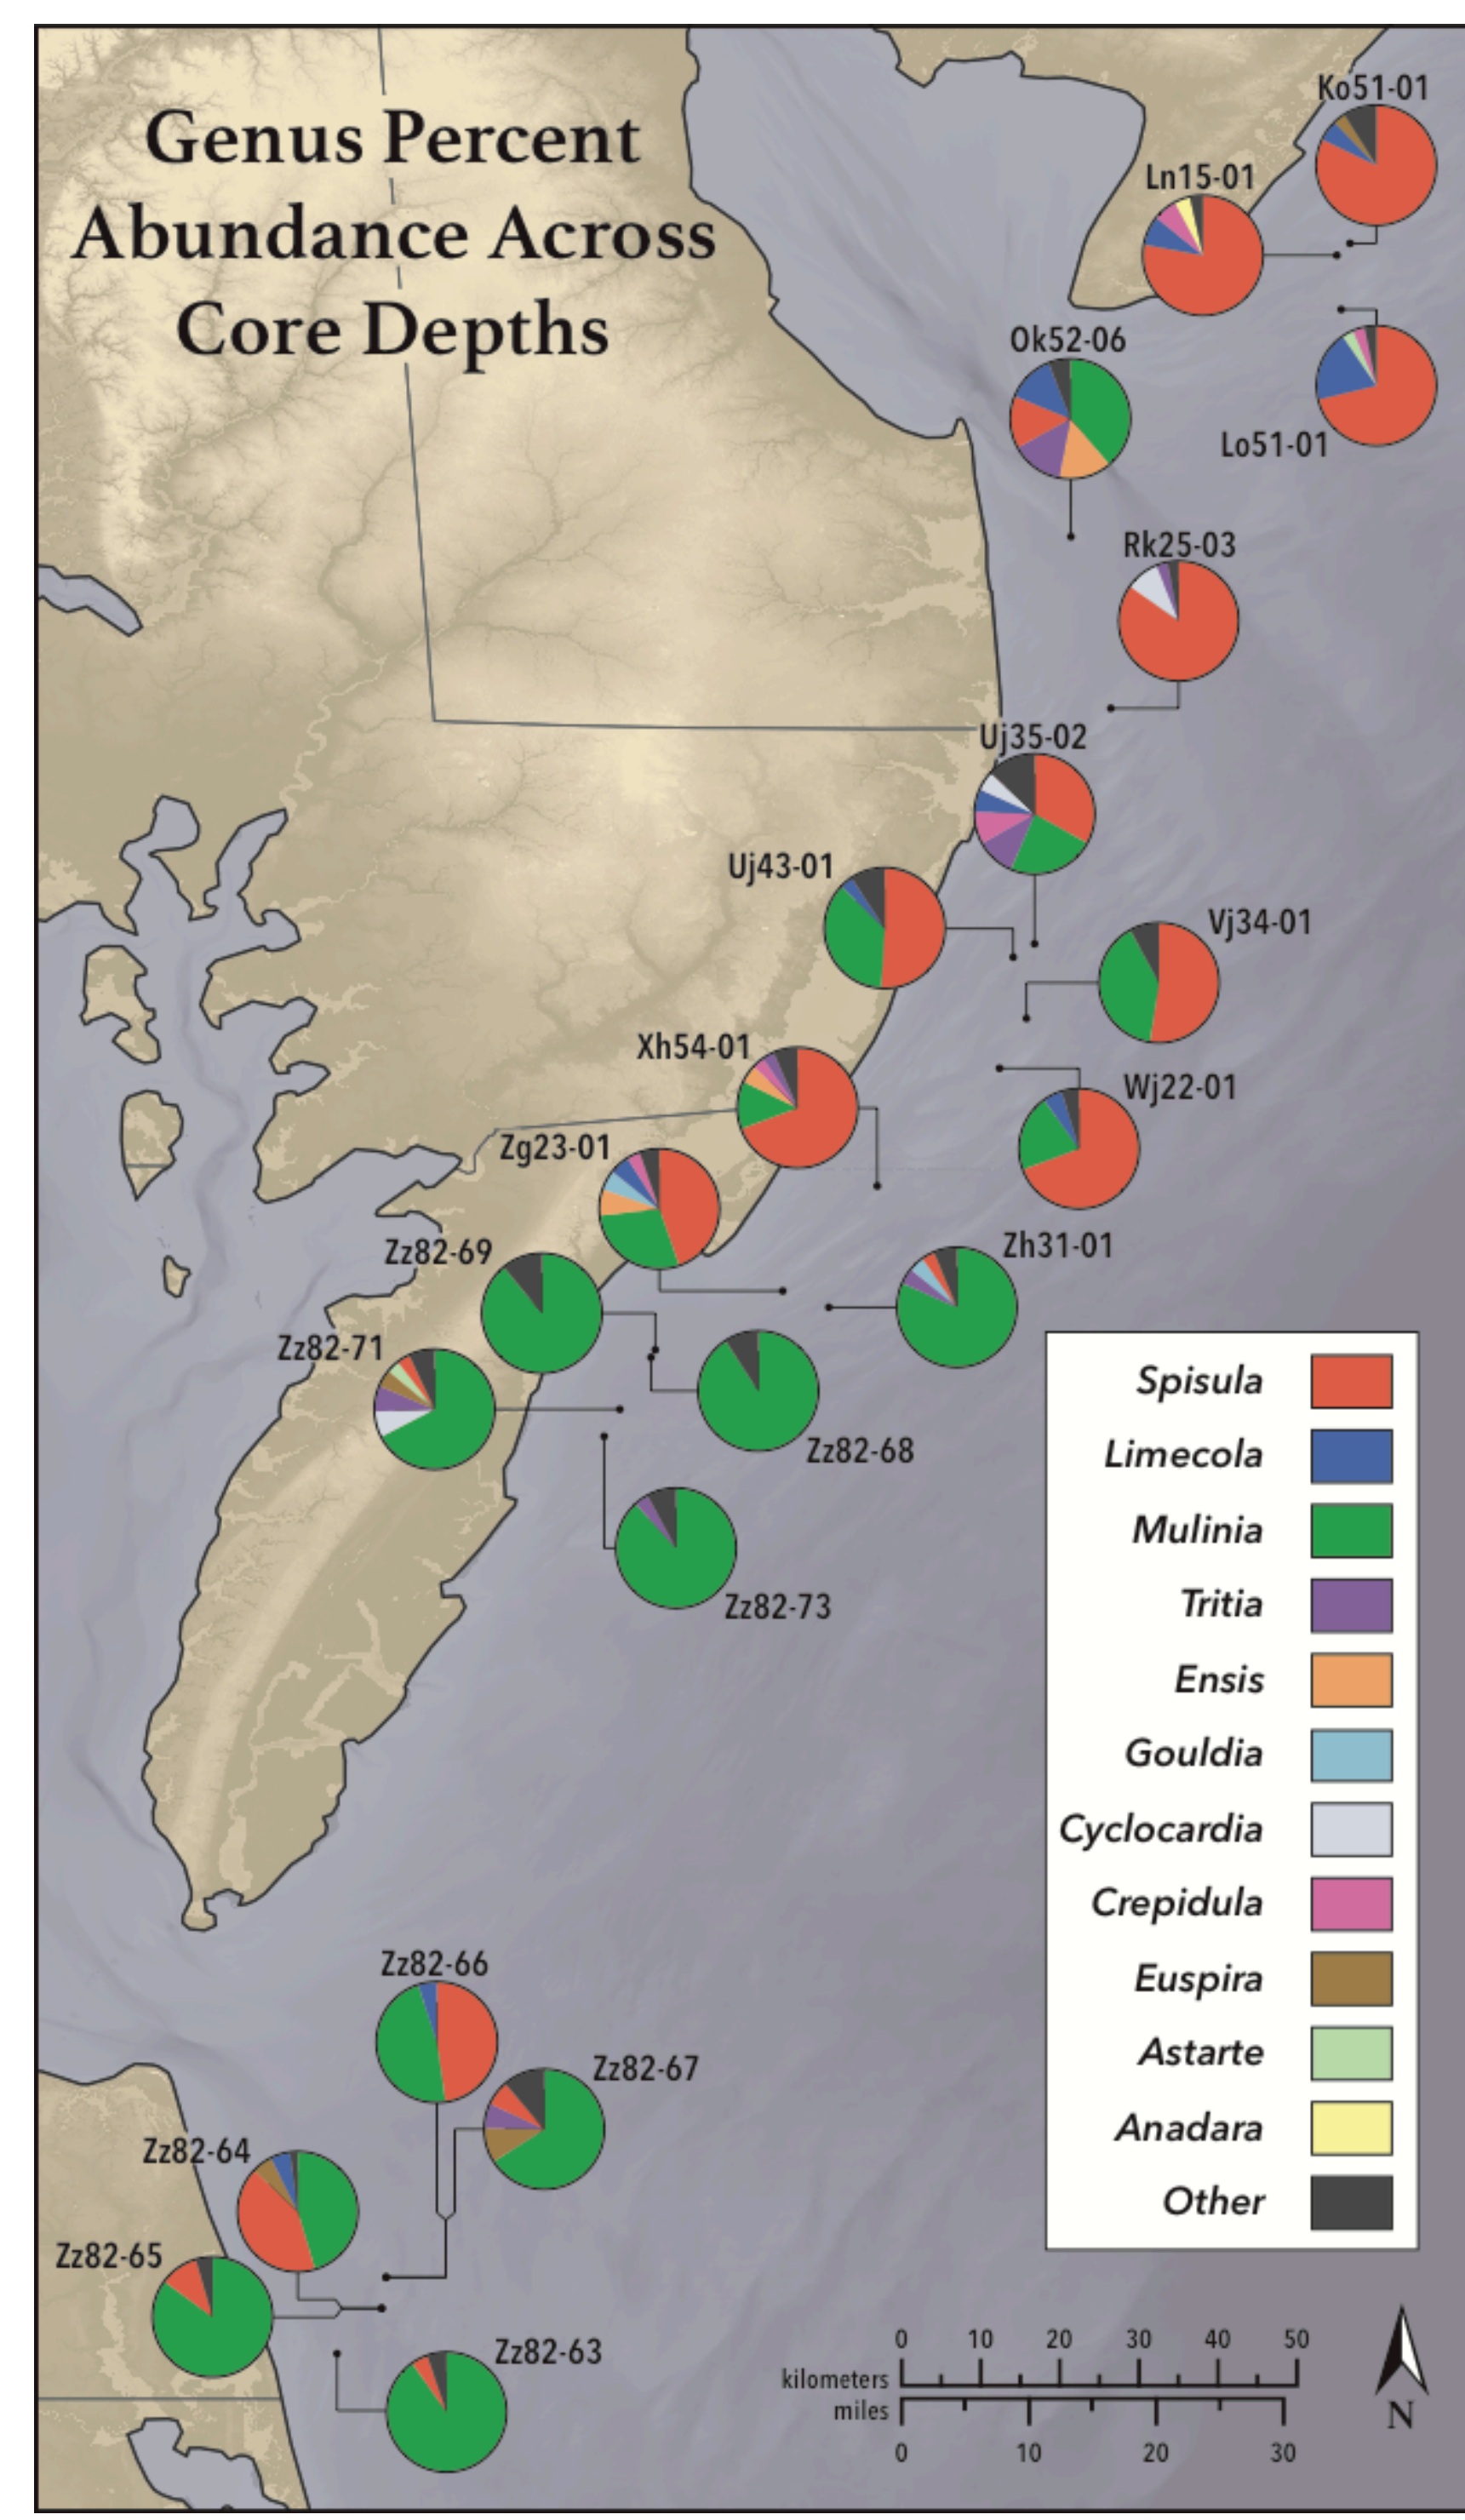 Genus Percent
Abundance Across
Core Depths
Ko51-01
Ln15-01
Ok52-06
Lo51-01
Rk25-03
Uj35-02
Uj43-01
Vj34-01
Xh54-01
Wj22-01
Zg23-01
Zz82-69
Zh31-01
Zz82-71
Zz82-68
Zz82-73
Spisula
Limecola
Mulinia
Tritia
Ensis
Gouldia
Cyclocardia
Crepidula
Euspira
Astarte
Anadara
Other
Zz82-66
Zz82-67
Zz82-64
Zz82-65
Zz82-63
0 10 20 30 40 50
kilometers
miles
0 10 20 30
N